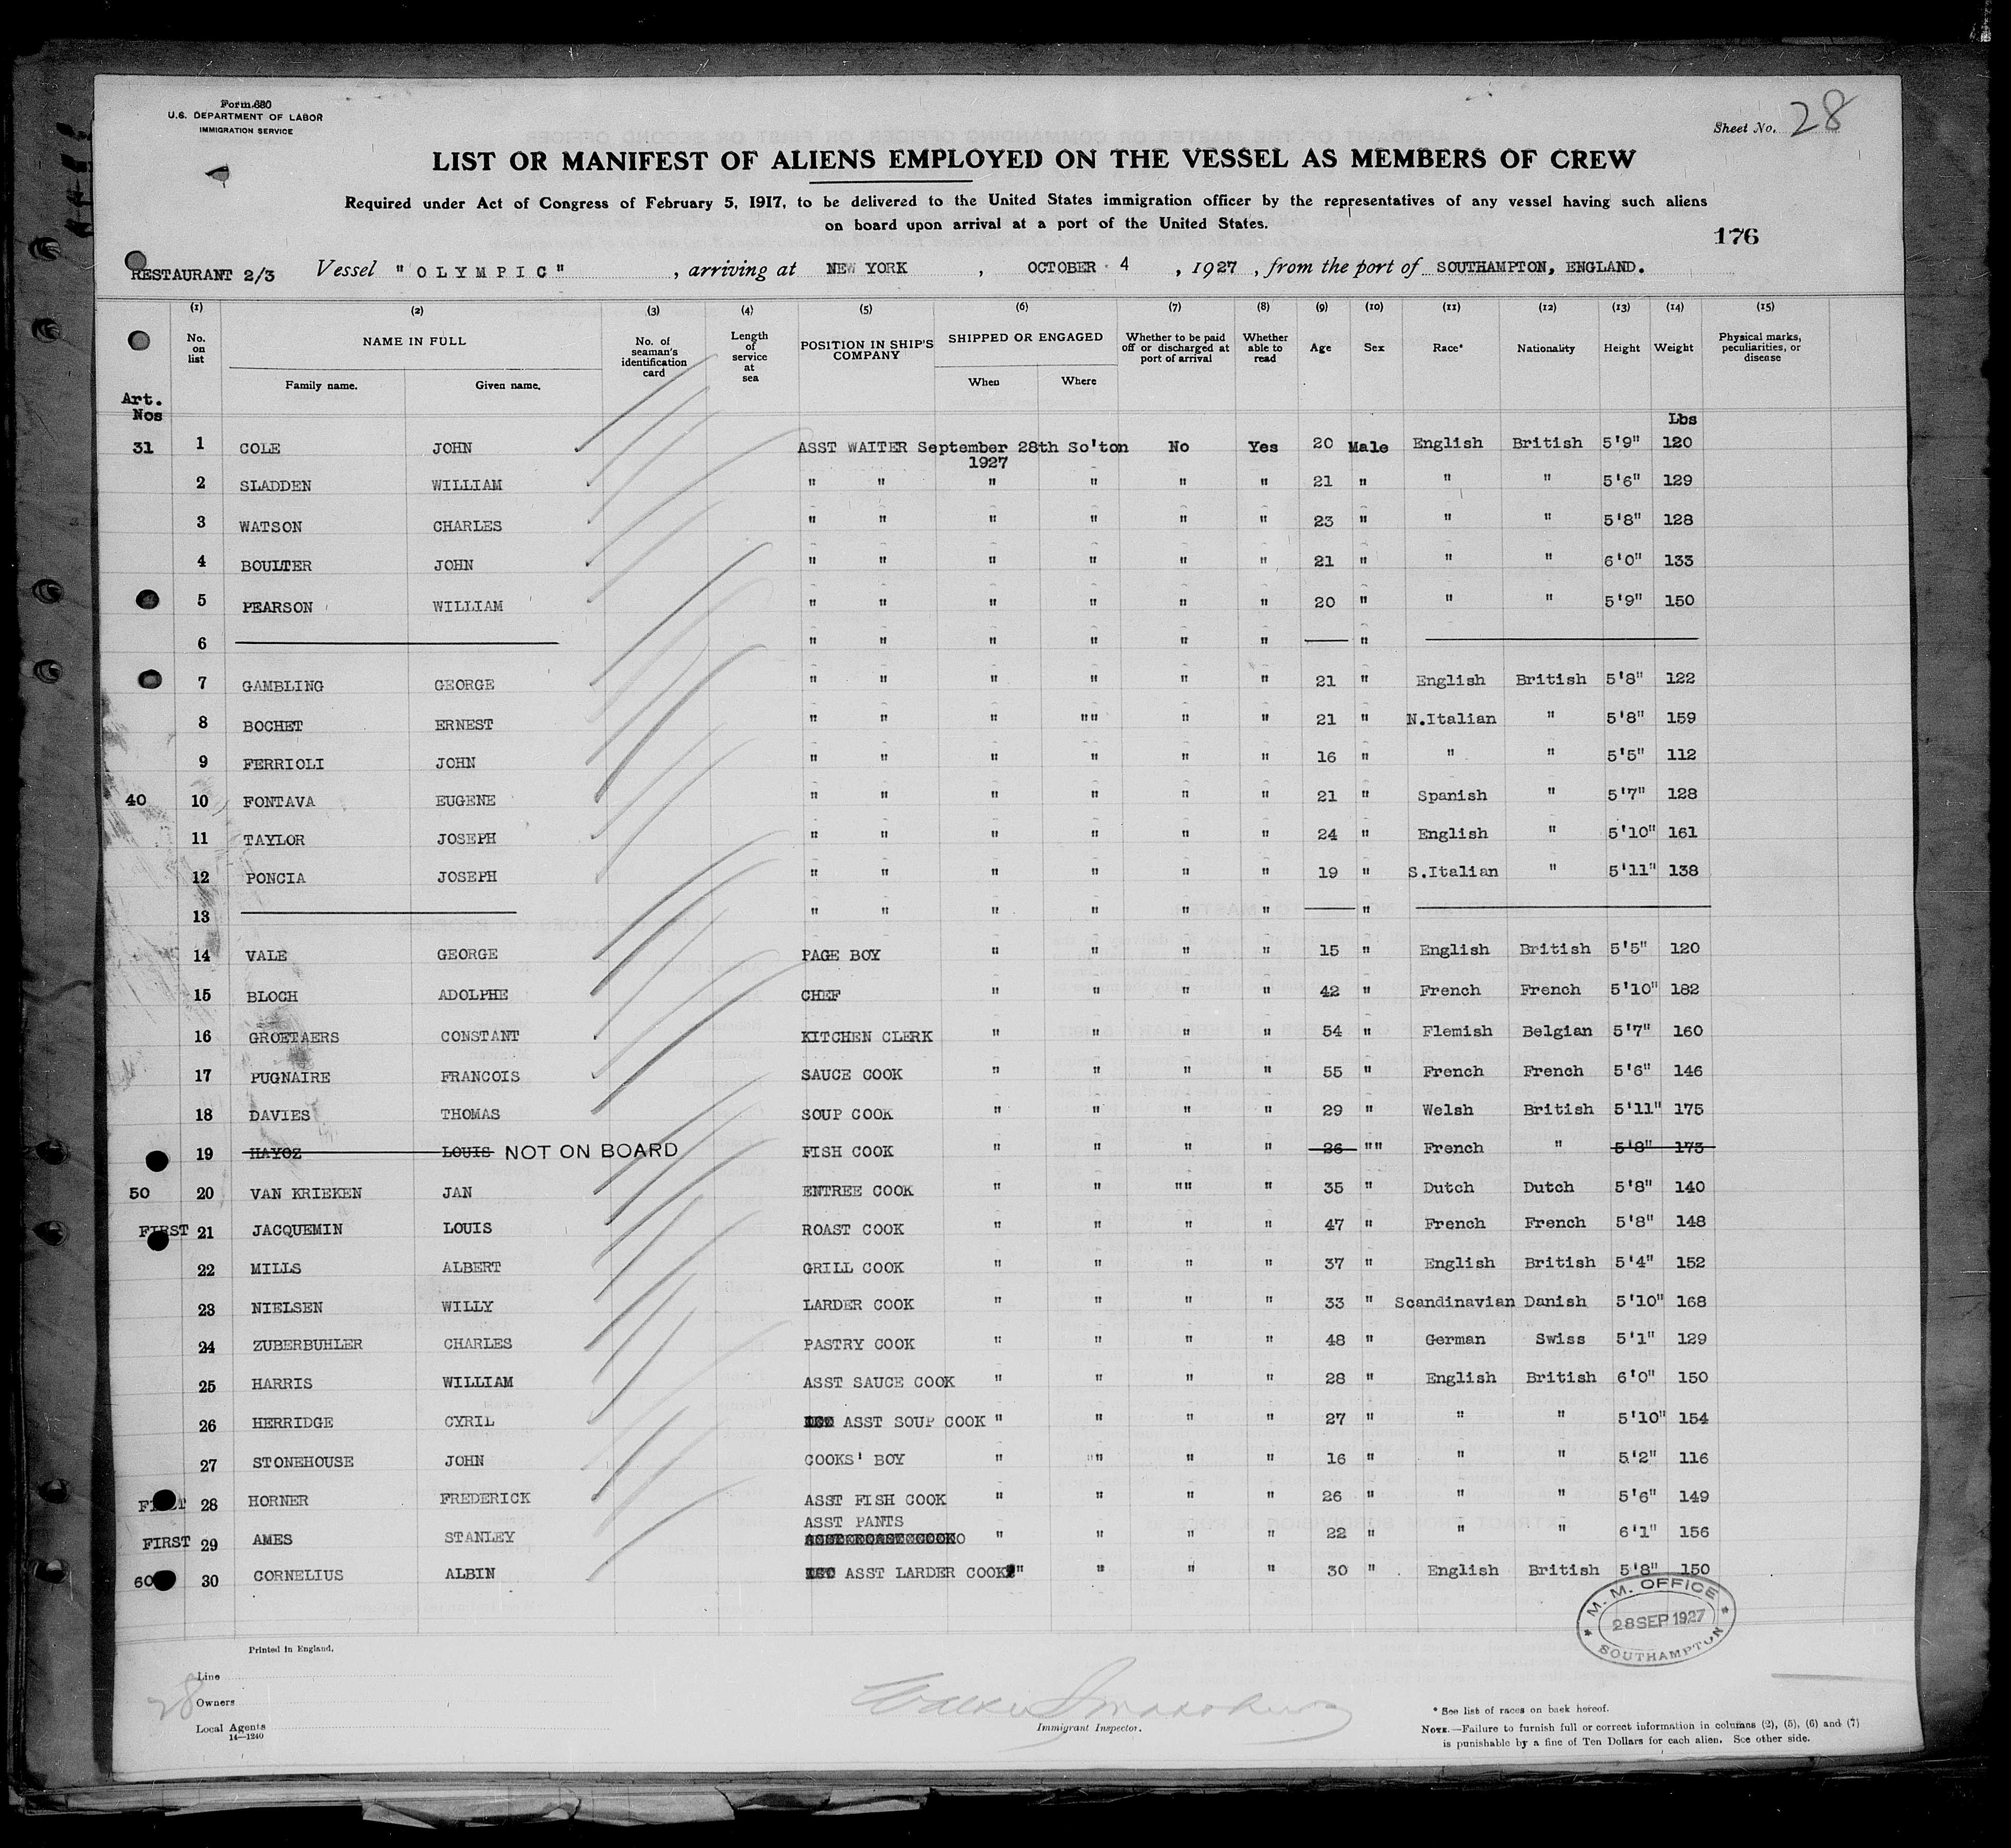 Form 680
U.S. DEPARTMENT OF LABOR
IMMIGRATION SERVICE
Sheet No. 28
LIST OR MANIFEST OF ALIENS EMPLOYED ON THE VESSEL AS MEMBERS OF CREW
Required under Act of Congress of February 5, 1917, to be delivered to the United States immigration officer by the representatives of any vessel having such aliens
on board upon arrival at a port of the United States.
176
RESTAURANT 2/3 Vessel "OLYMPIC", arriving at NEW YORK, OCTOBER 4, 1927, from the port of SOUTHAMPTON, ENGLAND.
(1) (2) (3) (4) (5) (6) (7) (8) (9) (10) (11) (12) (13) (14) (15)
No. on list NAME IN FULL Family name. Given name. No. of seaman's identification card Length of service at sea POSITION IN SHIP'S COMPANY SHIPPED OR ENGAGED When Where Whether to be paid off or discharged at port of arrival Whether able to read Age Sex Race* Nationality Height Weight Physical marks, peculiarities, or disease
Art. Nos Lbs
31 1 COLE JOHN ASST WAITER September 28th So'ton No Yes 20 Male English British 5'9" 120
1927
2 SLADDEN WILLIAM " " " " " " 21 " " " 5'6" 129
3 WATSON CHARLES " " " " " " 23 " " " 5'8" 128
4 BOULTER JOHN " " " " " " 21 " " " 6'0" 133
5 PEARSON WILLIAM " " " " " " 20 " " " 5'9" 150
6 " " " " " " "
7 GAMBLING GEORGE " " " " " " 21 " English British 5'8" 122
8 BOCHET ERNEST " " " "" " " 21 " N.Italian " 5'8" 159
9 FERRIOLI JOHN " " " " " " 16 " " " 5'5" 112
40 10 FONTAVA EUGENE " " " " " " 21 " Spanish " 5'7" 128
11 TAYLOR JOSEPH " " " " " " 24 " English " 5'10" 161
12 PONCIA JOSEPH " " " " " " 19 " S.Italian " 5'11" 138
13 " " " " " " "
14 VALE GEORGE PAGE BOY " " " " 15 " English British 5'5" 120
15 BLOCH ADOLPHE CHEF " " " " 42 " French French 5'10" 182
16 GROETAERS CONSTANT KITCHEN CLERK " " " " 54 " Flemish Belgian 5'7" 160
17 PUGNAIRE FRANCOIS SAUCE COOK " " " " 55 " French French 5'6" 146
18 DAVIES THOMAS SOUP COOK " " " " 29 " Welsh British 5'11" 175
19 HAYOZ LOUIS NOT ON BOARD FISH COOK " " " " 26 "" French " 5'8" 173
50 20 VAN KRIEKEN JAN ENTREE COOK " " "" " 35 " Dutch Dutch 5'8" 140
FIRST 21 JACQUEMIN LOUIS ROAST COOK " " " " 47 " French French 5'8" 148
22 MILLS ALBERT GRILL COOK " " " " 37 " English British 5'4" 152
23 NIELSEN WILLY LARDER COOK " " " " 33 " Scandinavian Danish 5'10" 168
24 ZUBERBUHLER CHARLES PASTRY COOK " " " " 48 " German Swiss 5'1" 129
25 HARRIS WILLIAM ASST SAUCE COOK " " " " 28 " English British 6'0" 150
26 HERRIDGE CYRIL ASST SOUP COOK " " " " 27 " " " 5'10" 154
27 STONEHOUSE JOHN COOKS' BOY " "" " " 16 " " " 5'2" 116
FIRST 28 HORNER FREDERICK ASST FISH COOK " " " " 26 " " " 5'6" 149
ASST PANTS
FIRST 29 AMES STANLEY " " " " 22 " " " 6'1" 156
60 30 CORNELIUS ALBIN ASST LARDER COOK " " " " 30 " English British 5'8" 150
M. M. OFFICE
28 SEP 1927
SOUTHAMPTON
Printed in England.
Line
28
Owners
Local Agents
14—1240
Immigrant Inspector.
* See list of races on back hereof.
NOTE.—Failure to furnish full or correct information in columns (2), (5), (6) and (7)
is punishable by a fine of Ten Dollars for each alien. See other side.